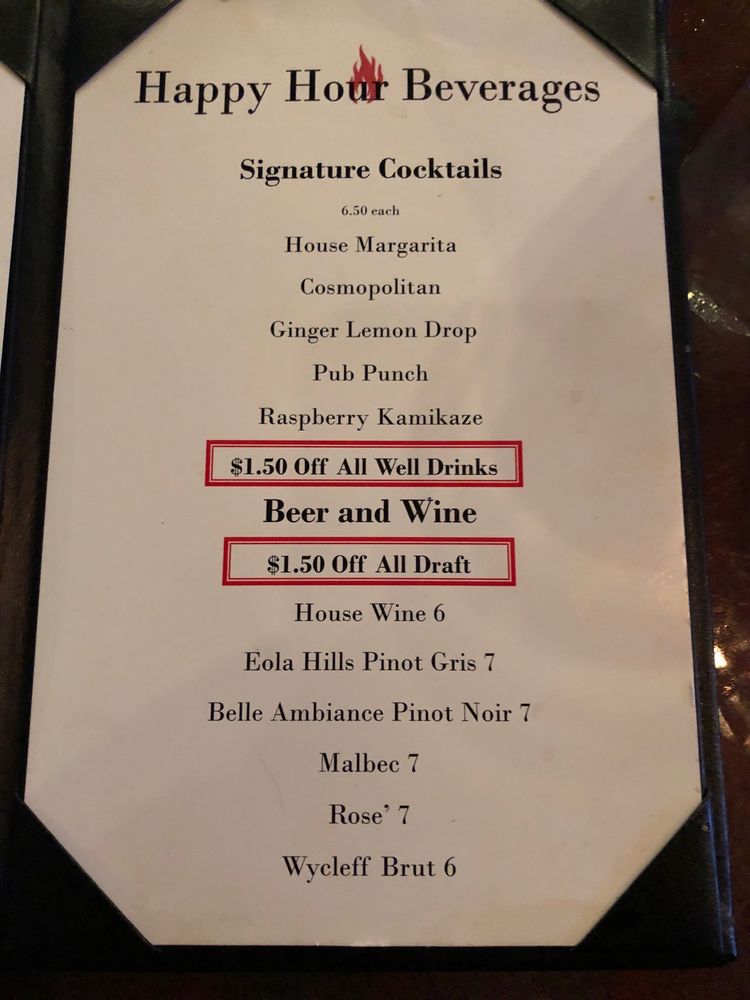 Happy Hour Beverages
Signature Cocktails
6.50 each
House Margarita
Cosmopolitan
Ginger Lemon Drop
Pub Punch
Raspberry Kamikaze
$1.50 Off All Well Drinks
Beer and Wine
$1.50 Off All Draft
House Wine 6
Eola Hills Pinot Gris 7
Belle Ambiance Pinot Noir 7
Malbec 7
Rose’ 7
Wycleff Brut 6